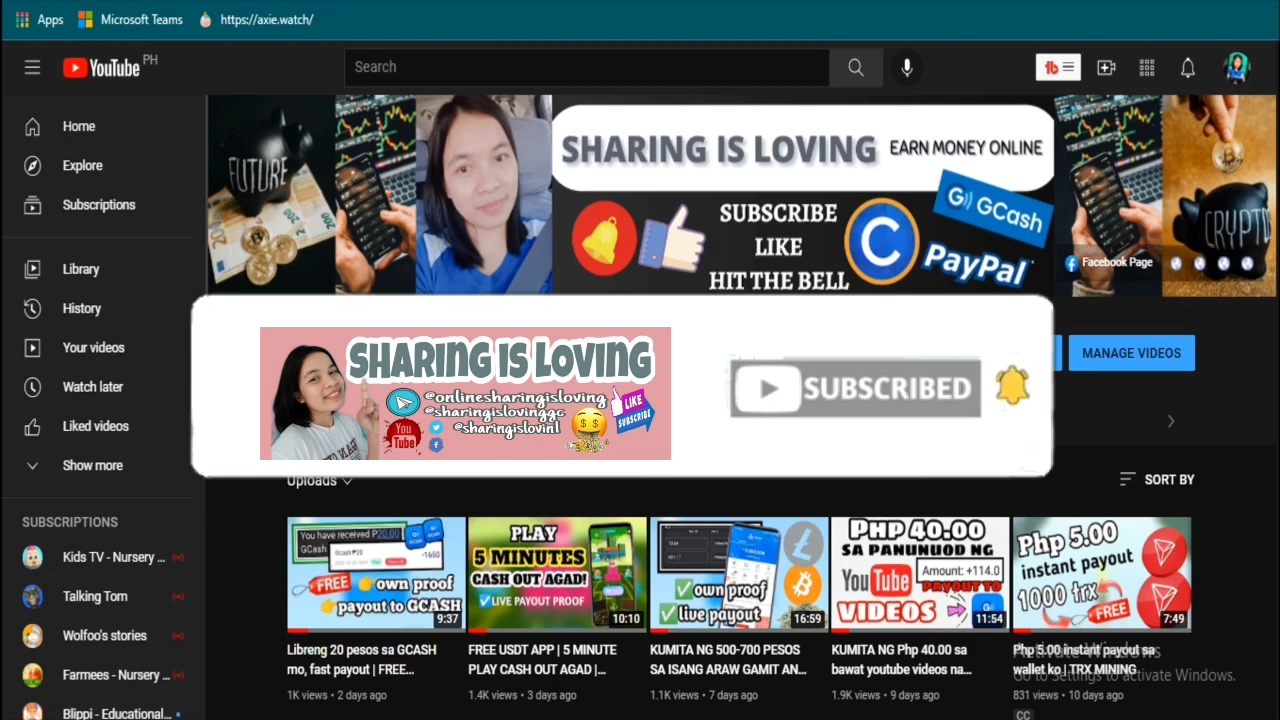 Apps
Microsoft Teams
https://axie.watch/
YouTube PH
Search
Home
Explore
Subscriptions
Library
History
Your videos
Watch later
Liked videos
Show more
SUBSCRIPTIONS
Kids TV - Nursery ...
Talking Tom
Wolfoo's stories
Farmees - Nursery ...
Blippi - Educational...
FUTURE
SHARING IS LOVING
EARN MONEY ONLINE
SUBSCRIBE
LIKE
HIT THE BELL
GCash
PayPal
Facebook Page
CRYPTO
MANAGE VIDEOS
SHARING IS LOVING
@onlinesharingisloving
@sharingislovinggc
@sharingislovinl
You
Tube
LIKE
SUBSCRIBE
SUBSCRIBED
Uploads
SORT BY
You have received P20.00
GCash
FREE
own proof
payout to GCASH
9:37
Libreng 20 pesos sa GCASH
mo, fast payout | FREE...
1K views • 2 days ago
PLAY
5 MINUTES
CASH OUT AGAD!
LIVE PAYOUT PROOF
10:10
FREE USDT APP | 5 MINUTE
PLAY CASH OUT AGAD |...
1.4K views • 3 days ago
own proof
live payout
16:59
KUMITA NG 500-700 PESOS
SA ISANG ARAW GAMIT AN...
1.1K views • 7 days ago
PHP 40.00
SA PANUNUOD NG
YouTube
Amount: +114.0
PAYOUT TO
VIDEOS
11:54
KUMITA NG Php 40.00 sa
bawat youtube videos na...
1.9K views • 9 days ago
Php 5.00
instant payout
1000 trx
FREE
7:49
Php 5.00 instant payout sa
wallet ko | TRX MINING
831 views • 10 days ago
CC
Activate Windows
Go to Settings to activate Windows.